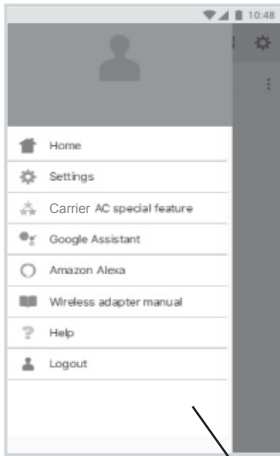 10:48
Home
Settings
Carrier AC special feature
Google Assistant
Amazon Alexa
Wireless adapter manual
Help
Logout